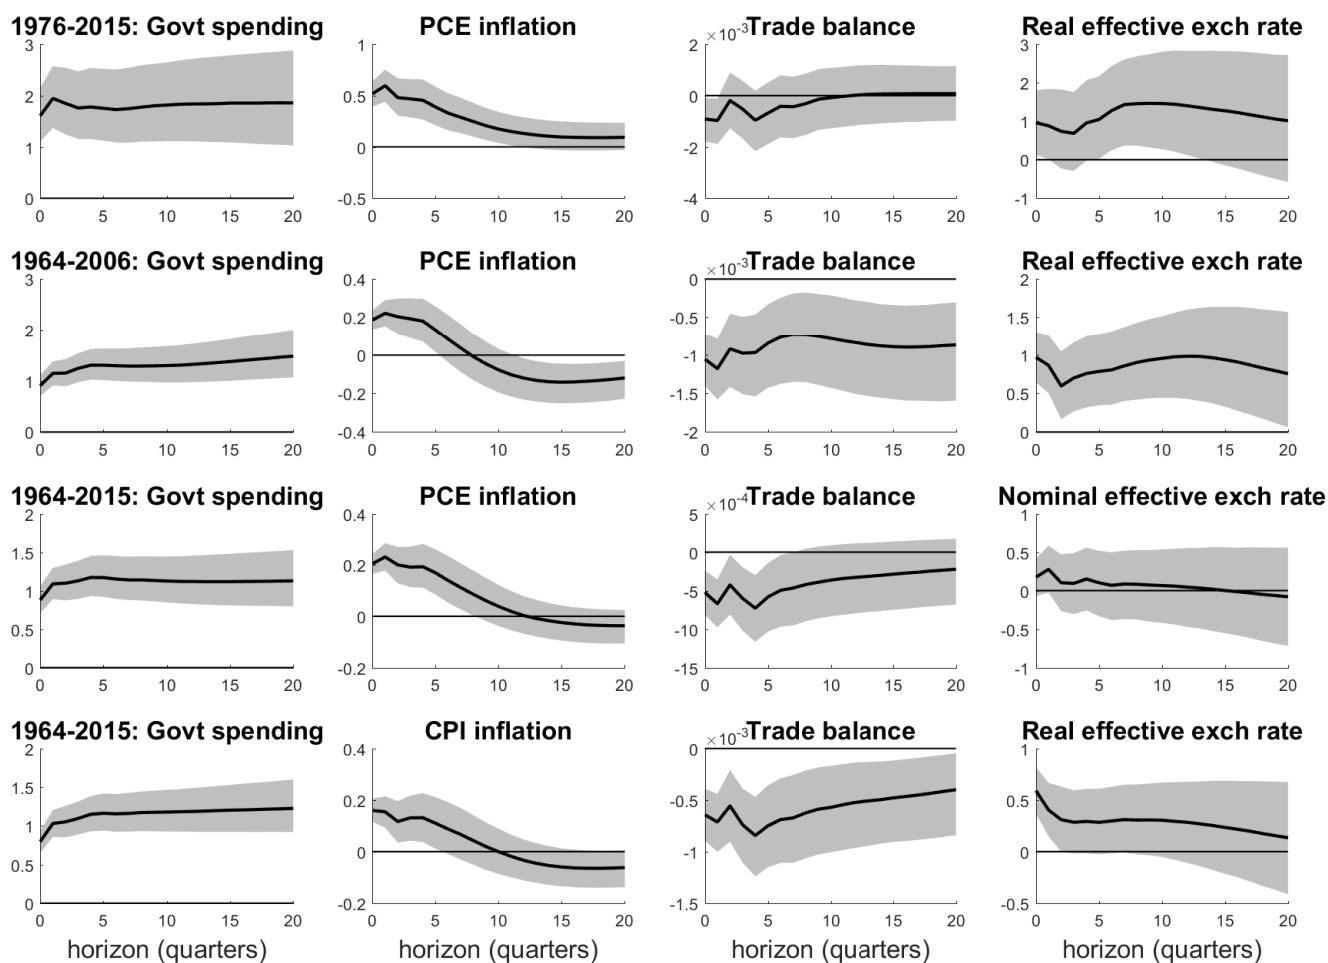 1976-2015: Govt spending
PCE inflation
×10-3 Trade balance
Real effective exch rate
3
2
1
0
0 5 10 15 20
1
0.5
0
-0.5
0 5 10 15 20
2
0
-2
-4
0 5 10 15 20
3
2
1
0
-1
0 5 10 15 20
1964-2006: Govt spending
PCE inflation
×10-3 Trade balance
Real effective exch rate
3
2
1
0
0 5 10 15 20
0.4
0.2
0
-0.2
-0.4
0 5 10 15 20
0
-0.5
-1
-1.5
-2
0 5 10 15 20
2
1.5
1
0.5
0
0 5 10 15 20
1964-2015: Govt spending
PCE inflation
×10-4 Trade balance
Nominal effective exch rate
2
1.5
1
0.5
0
0 5 10 15 20
0.4
0.2
0
-0.2
0 5 10 15 20
5
0
-5
-10
-15
0 5 10 15 20
1
0.5
0
-0.5
-1
0 5 10 15 20
1964-2015: Govt spending
CPI inflation
×10-3 Trade balance
Real effective exch rate
2
1.5
1
0.5
0
0 5 10 15 20
horizon (quarters)
0.4
0.2
0
-0.2
0 5 10 15 20
horizon (quarters)
0
-0.5
-1
-1.5
0 5 10 15 20
horizon (quarters)
1
0.5
0
-0.5
0 5 10 15 20
horizon (quarters)